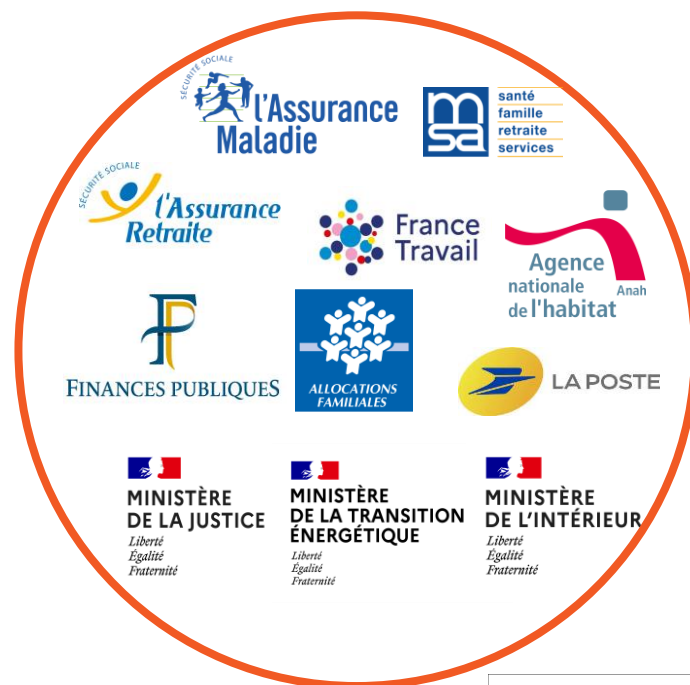 SÉCURITÉ SOCIALE
l'Assurance
Maladie
msa
santé
famille
retraite
services
SÉCURITÉ SOCIALE
l'Assurance
Retraite
France
Travail
Agence
nationale
de l'habitat
Anah
FINANCES PUBLIQUES
ALLOCATIONS
FAMILIALES
LA POSTE
MINISTÈRE
DE LA JUSTICE
Liberté
Égalité
Fraternité
MINISTÈRE
DE LA TRANSITION
ÉNERGÉTIQUE
Liberté
Égalité
Fraternité
MINISTÈRE
DE L'INTÉRIEUR
Liberté
Égalité
Fraternité